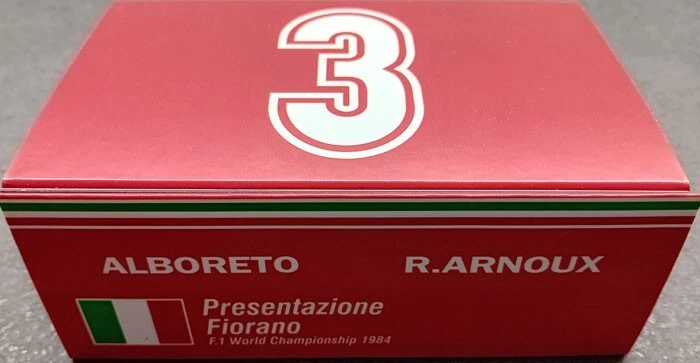 3
ALBORETO R.ARNOUX
Presentazione
Fiorano
F.1 World Championship 1984